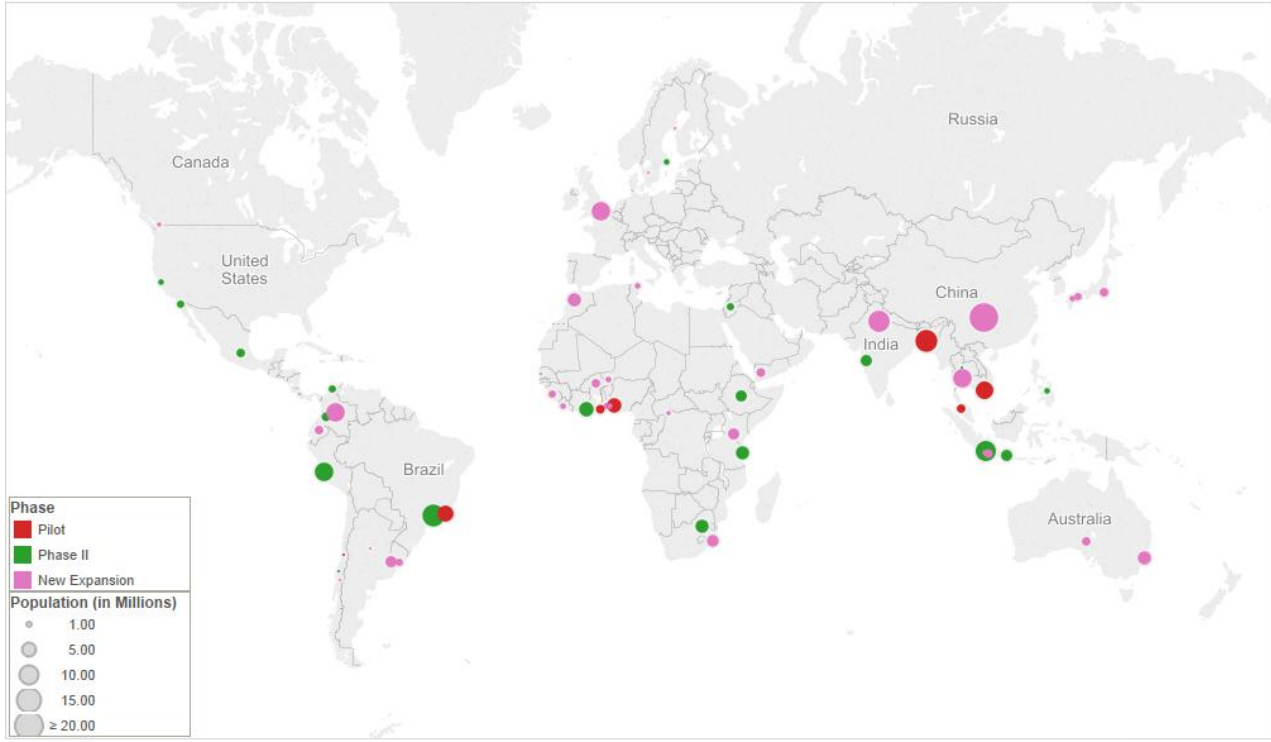 Russia
Canada
United
States
China
India
Brazil
Australia
Phase
Pilot
Phase II
New Expansion
Population (in Millions)
1.00
5.00
10.00
15.00
≥ 20.00